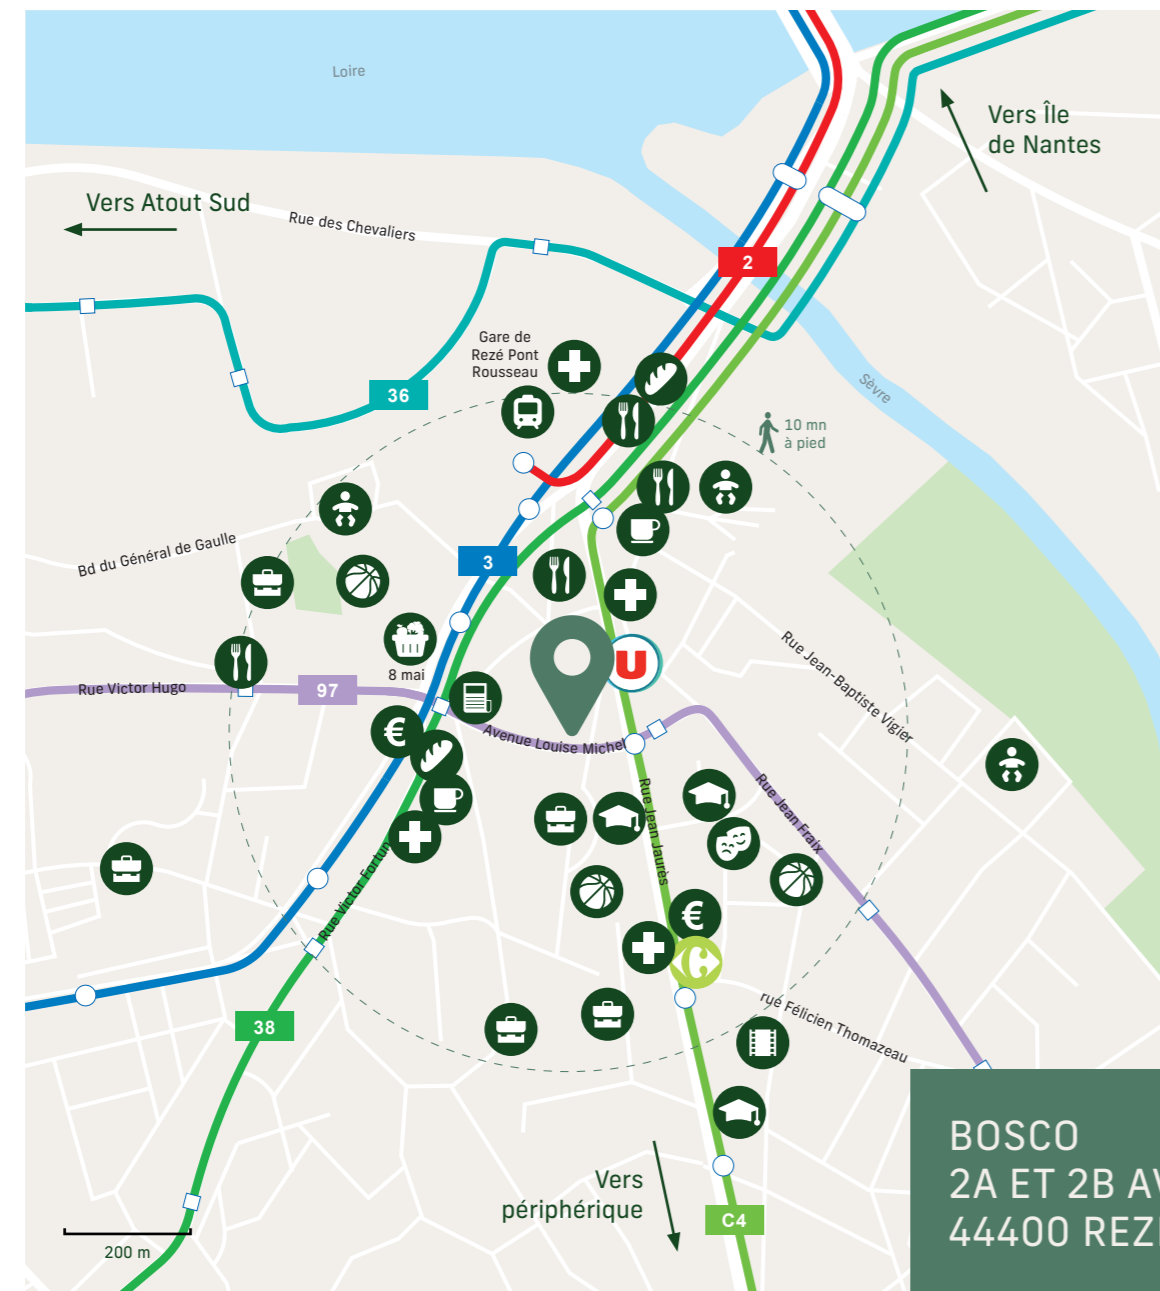 Loire
Vers Île
de Nantes
Vers Atout Sud
Rue des Chevaliers
2
Gare de
Rezé Pont
Rousseau
36
Sèvre
10 mn
à pied
Bd du Général de Gaulle
3
8 mai
U
Rue Jean-Baptiste Vigier
Rue Victor Hugo
97
€
Avenue Louise Michel
Rue Jean Jaurès
Rue Jean Fraix
Rue Victor Fortun
€
rue Félicien Thomazeau
38
Vers
périphérique
C4
200 m
BOSCO
2A ET 2B
44400